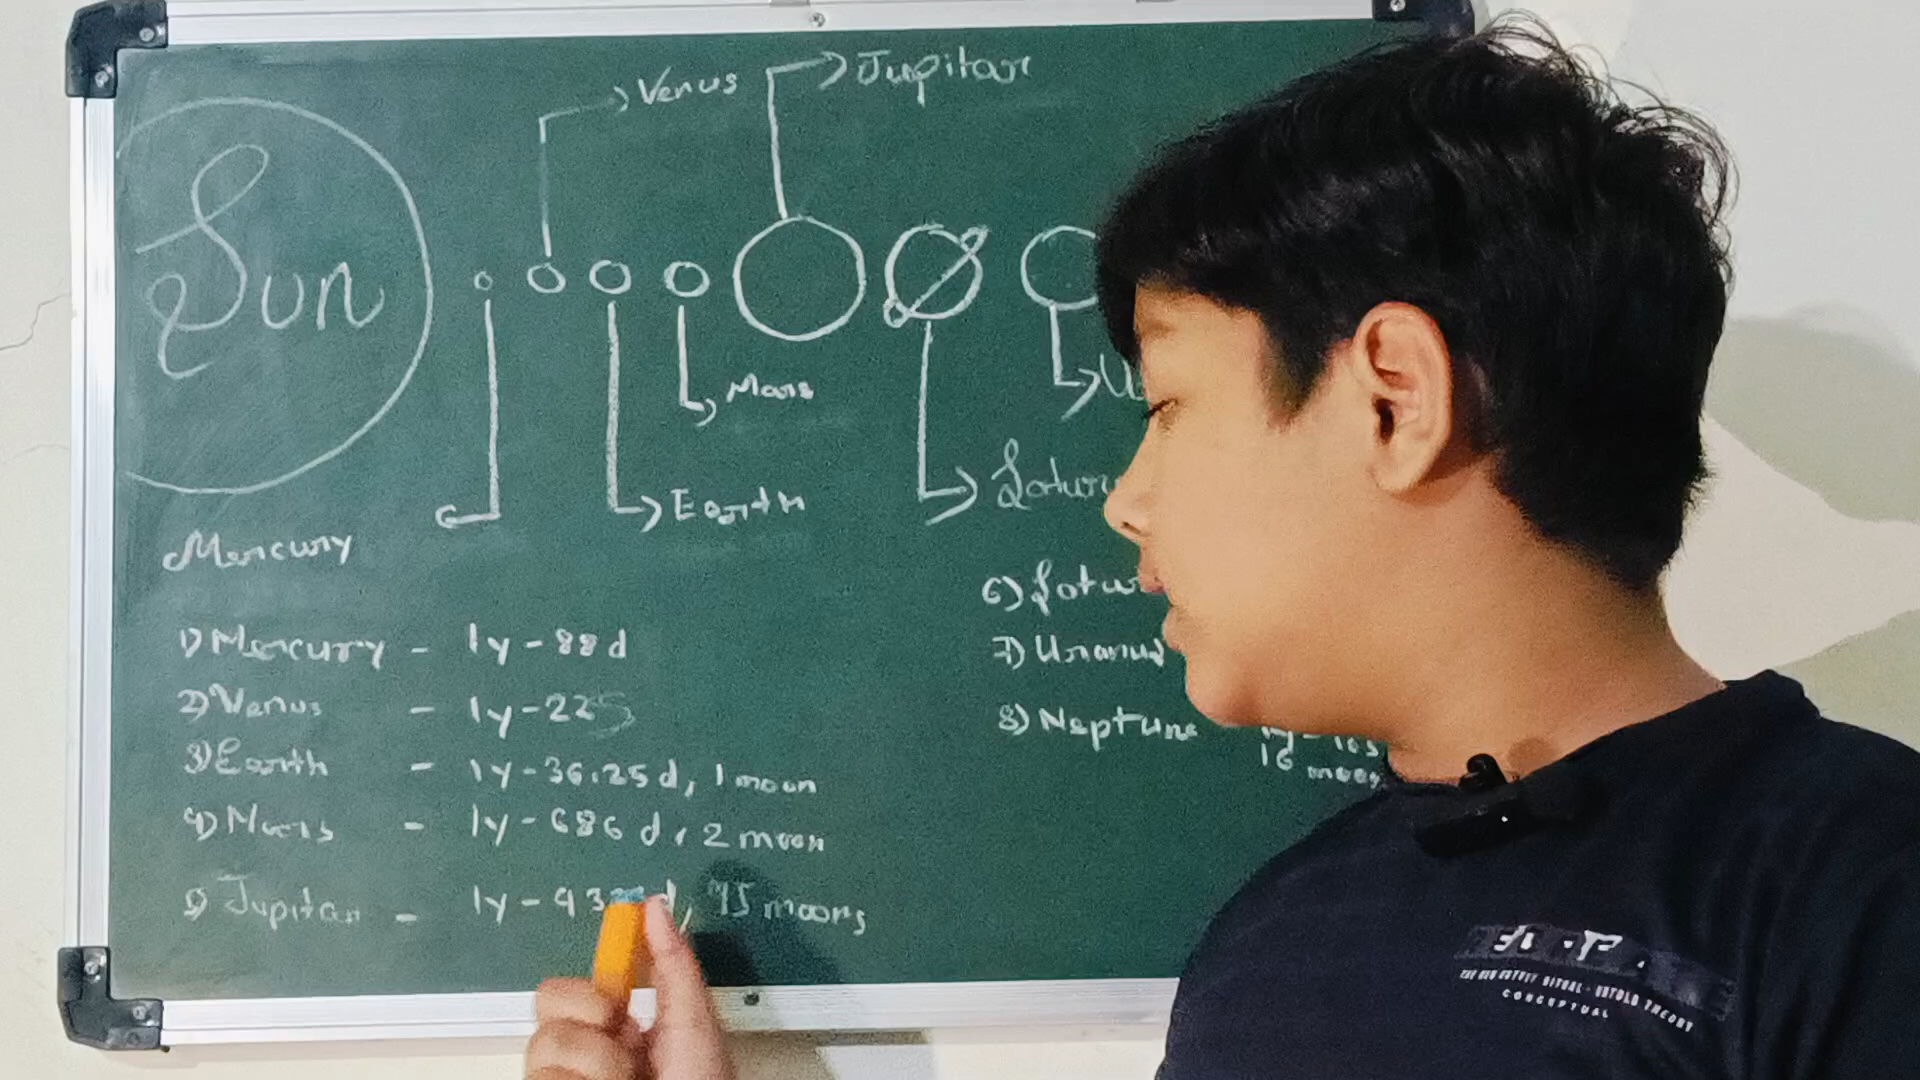 Venus
Jupitar
Sun
Mars
Earth
Mercury
1) Mercury - 1y - 88d
2) Venus - 1y - 225
3) Earth - 1y - 36.25 d, 1 moon
4) Mars - 1y - 686 d, 2 moon
5) Jupitar - 1y - 43 d, 95 moons
6)
7) Uranus
8) Neptune
16 moons
CONCEPTUAL